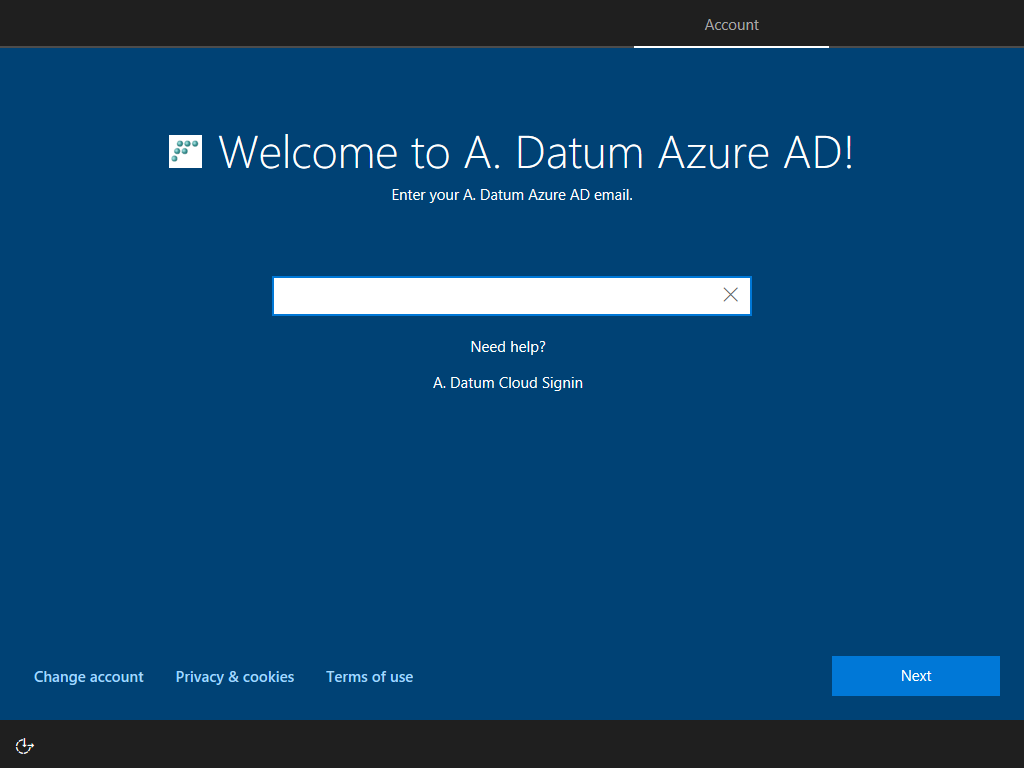 Account
Welcome to A. Datum Azure AD!
Enter your A. Datum Azure AD email.
Need help?
A. Datum Cloud Signin
Change account Privacy & cookies Terms of use Next